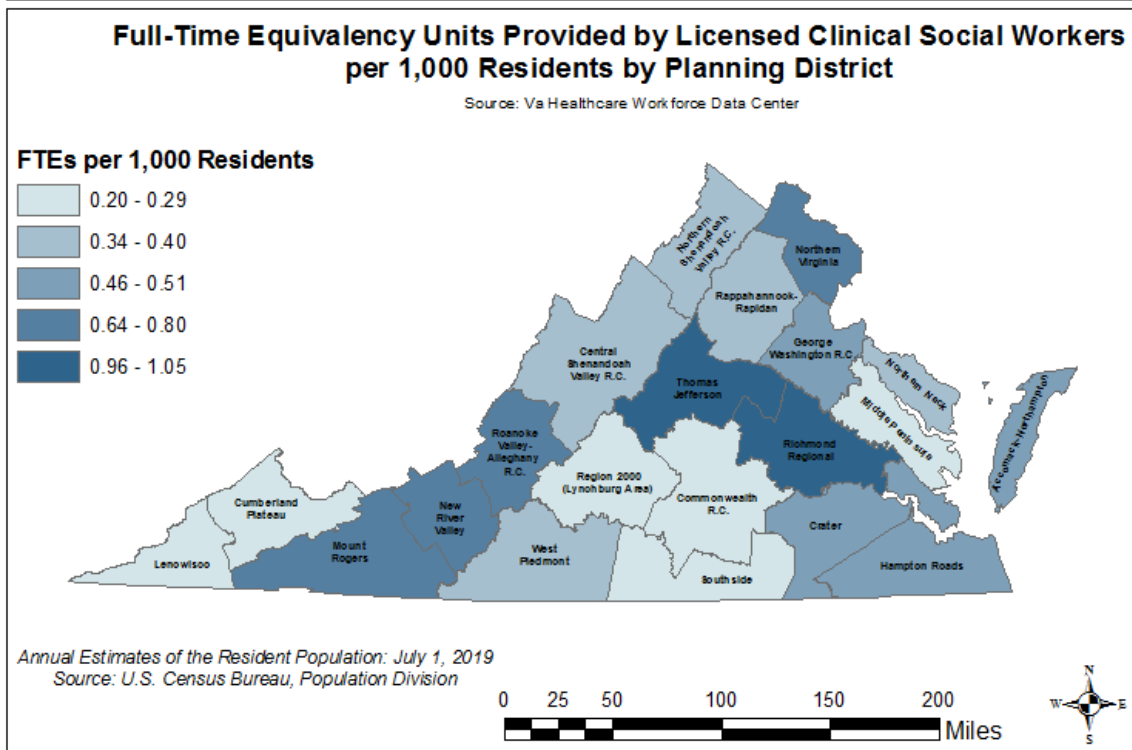 Full-Time Equivalency Units Provided by Licensed Clinical Social Workers
per 1,000 Residents by Planning District
Source: Va Healthcare Workforce Data Center
FTEs per 1,000 Residents
0.20 - 0.29
0.34 - 0.40
0.46 - 0.51
0.64 - 0.80
0.96 - 1.05
Northern
Shenandoah
Valley R.C.
Northern
Virginia
Rappahannock-
Rapidan
Central
Shenandoah
Valley R.C.
George
Washington R.C.
Northern Neck
Thomas
Jefferson
Middle Peninsula
Accomack-Northampton
Roanoke
Valley-
Alleghany
R.C.
Richmond
Regional
Region 2000
(Lynchburg Area)
Commonwealth
R.C.
Cumberland
Plateau
New
River
Valley
Crater
Mount
Rogers
West
Piedmont
Lenowisco
Southside
Hampton Roads
Annual Estimates of the Resident Population: July 1, 2019
Source: U.S. Census Bureau, Population Division
0 25 50 100 150 200
Miles
N
W E
S